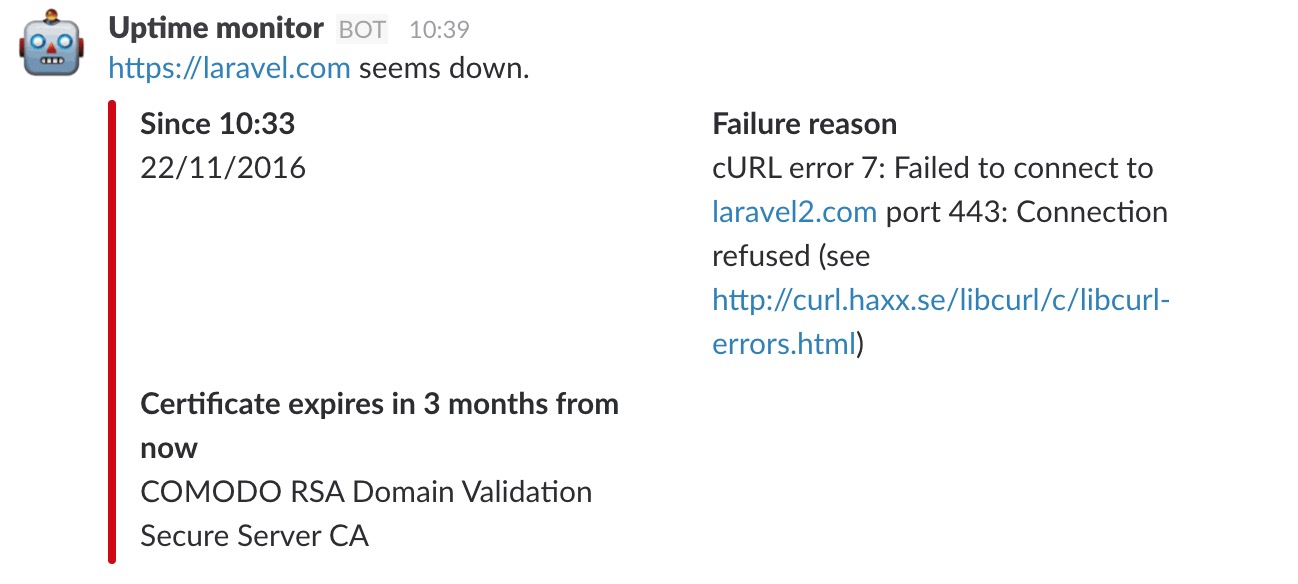 Uptime monitor BOT 10:39
https://laravel.com seems down.
Since 10:33
22/11/2016
Failure reason
cURL error 7: Failed to connect to
laravel2.com port 443: Connection
refused (see
http://curl.haxx.se/libcurl/c/libcurl-
errors.html)
Certificate expires in 3 months from
now
COMODO RSA Domain Validation
Secure Server CA